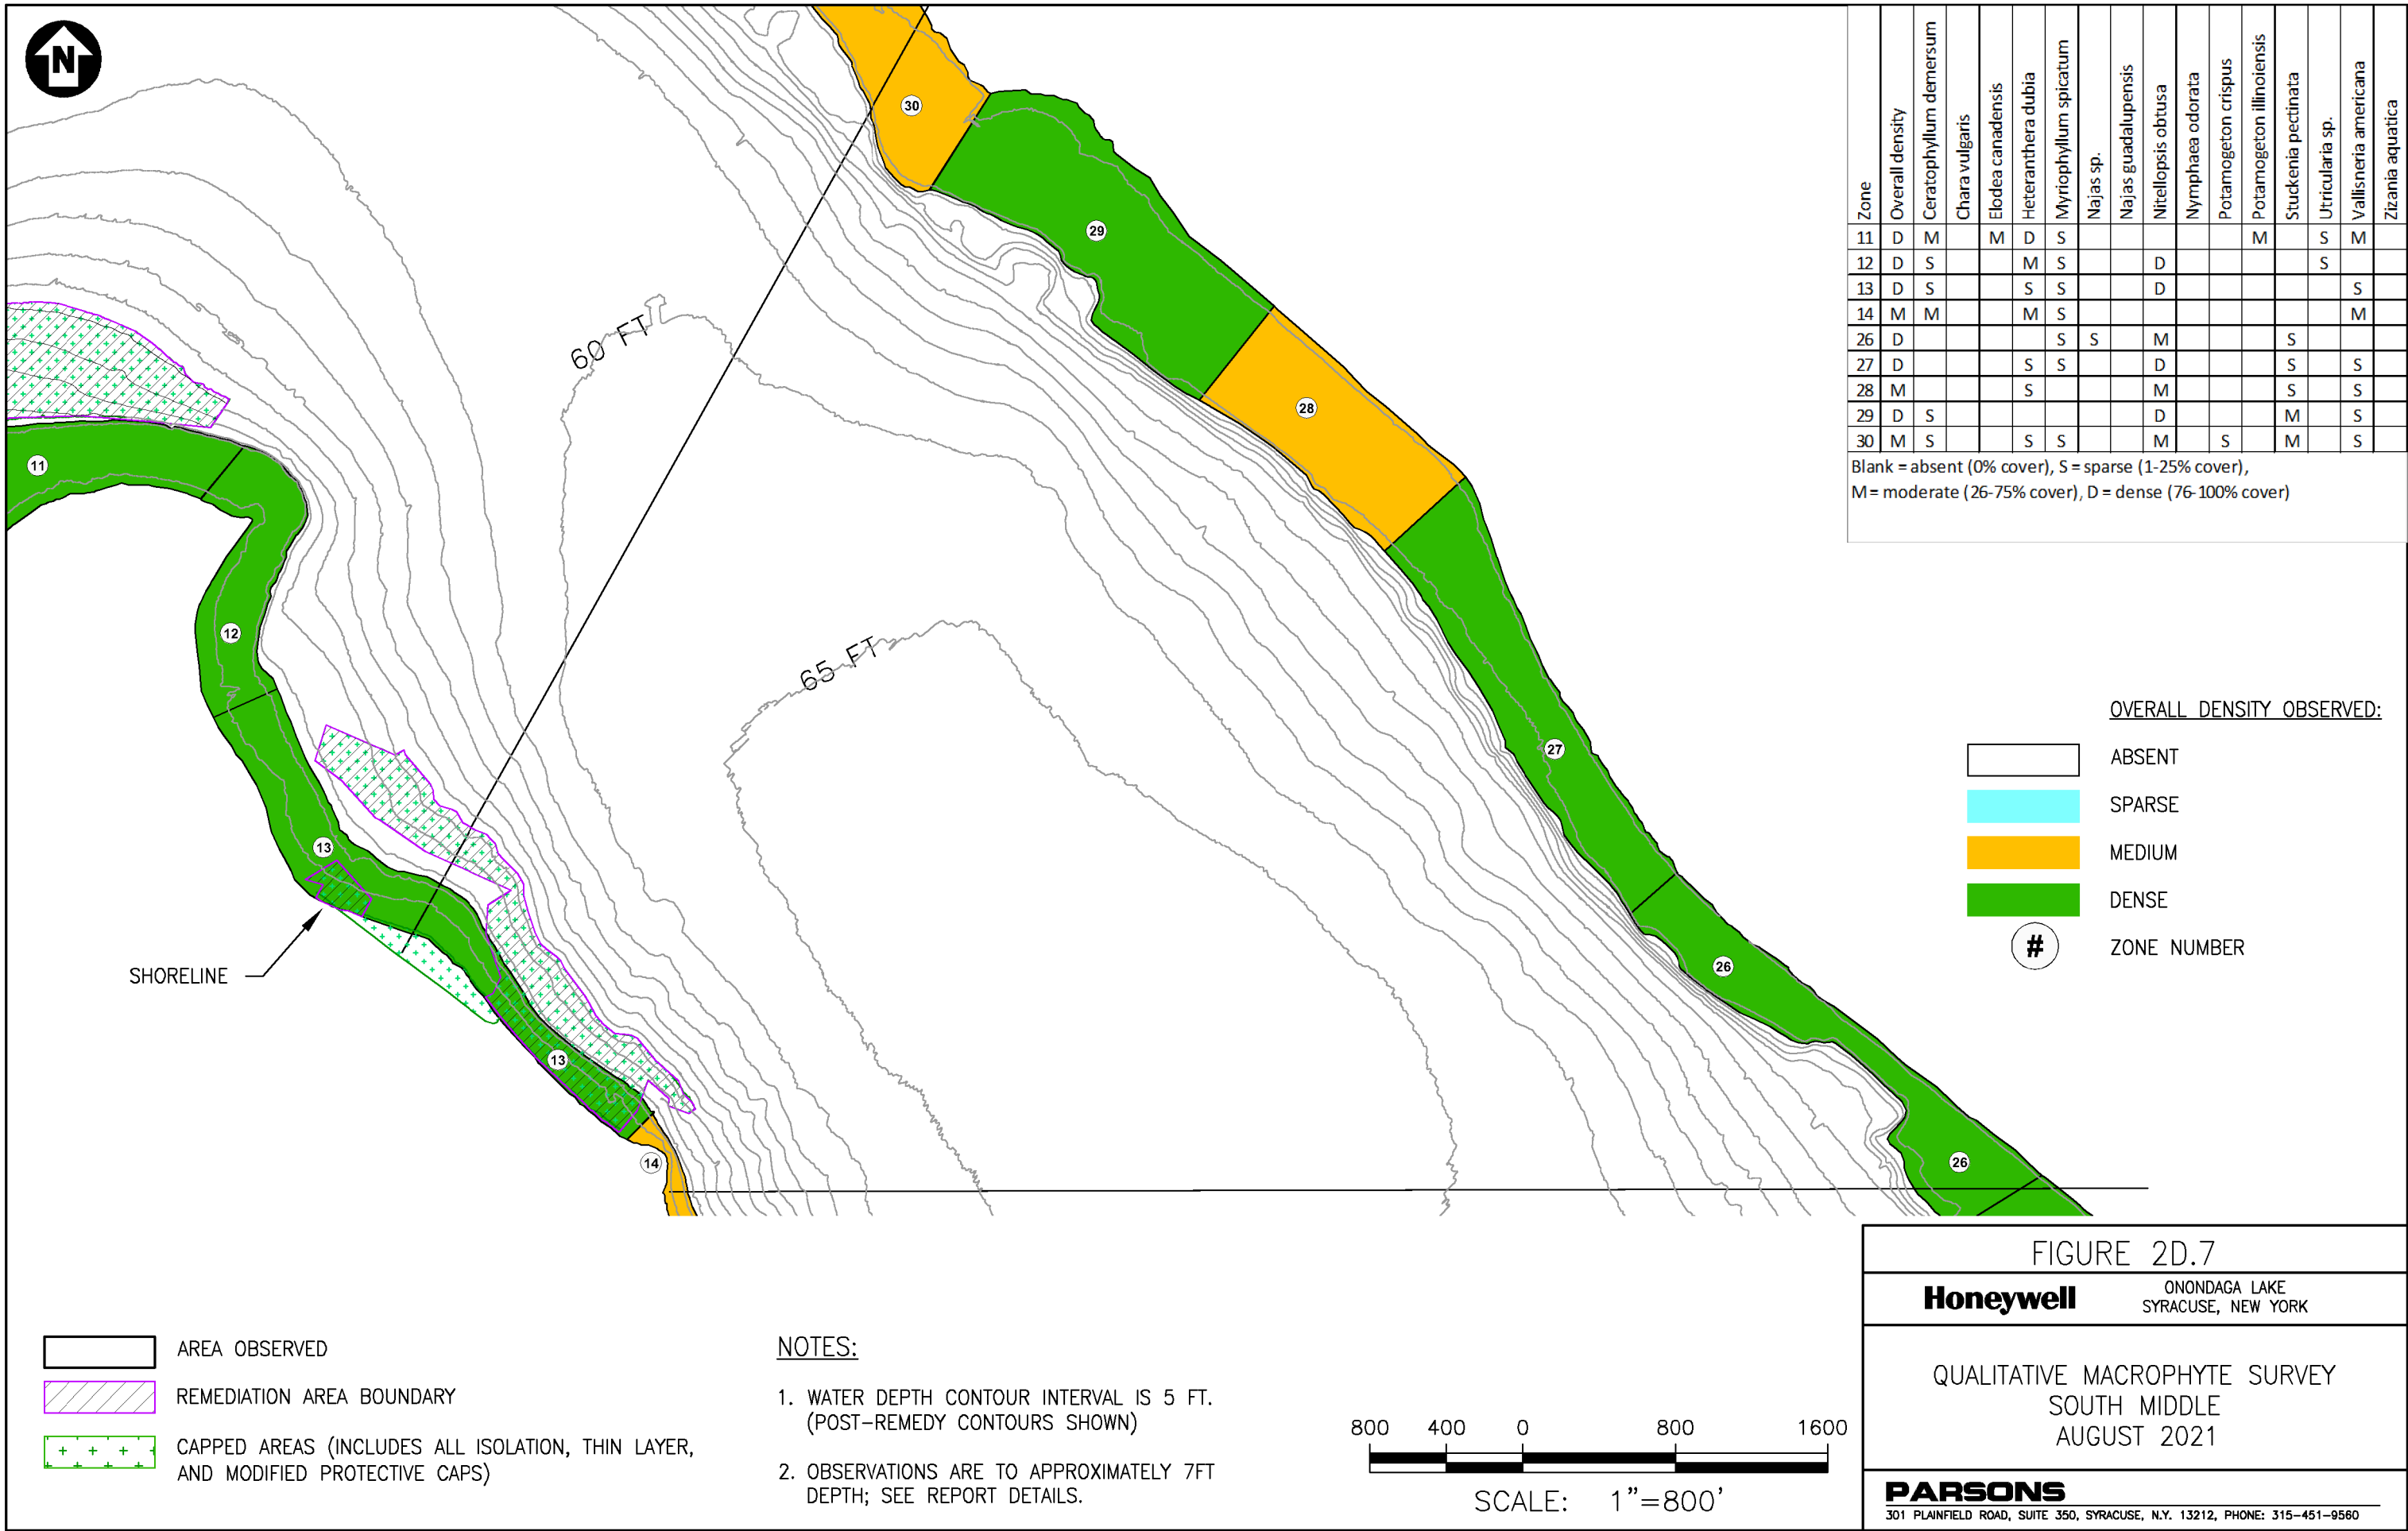 N
30
29
28
27
26
26
11
12
13
13
14
60 FT
65 FT
SHORELINE
Zone
Overall density
Ceratophyllum demersum
Chara vulgaris
Elodea canadensis
Heteranthera dubia
Myriophyllum spicatum
Najas sp.
Najas guadalupensis
Nitellopsis obtusa
Nymphaea odorata
Potamogeton crispus
Potamogeton illinoiensis
Stuckenia pectinata
Utricularia sp.
Vallisneria americana
Zizania aquatica
11 D M M D S M S M
12 D S M S D S
13 D S S S D S
14 M M M S M
26 D S S M S
27 D S S D S S
28 M S M S S
29 D S D M S
30 M S S S M S M S
Blank = absent (0% cover), S = sparse (1-25% cover),
M = moderate (26-75% cover), D = dense (76-100% cover)
OVERALL DENSITY OBSERVED:
ABSENT
SPARSE
MEDIUM
DENSE
# ZONE NUMBER
AREA OBSERVED
REMEDIATION AREA BOUNDARY
CAPPED AREAS (INCLUDES ALL ISOLATION, THIN LAYER,
AND MODIFIED PROTECTIVE CAPS)
NOTES:
1. WATER DEPTH CONTOUR INTERVAL IS 5 FT.
(POST-REMEDY CONTOURS SHOWN)
2. OBSERVATIONS ARE TO APPROXIMATELY 7FT
DEPTH; SEE REPORT DETAILS.
800 400 0 800 1600
SCALE: 1"=800'
FIGURE 2D.7
Honeywell
ONONDAGA LAKE
SYRACUSE, NEW YORK
QUALITATIVE MACROPHYTE SURVEY
SOUTH MIDDLE
AUGUST 2021
PARSONS
301 PLAINFIELD ROAD, SUITE 350, SYRACUSE, N.Y. 13212, PHONE: 315-451-9560